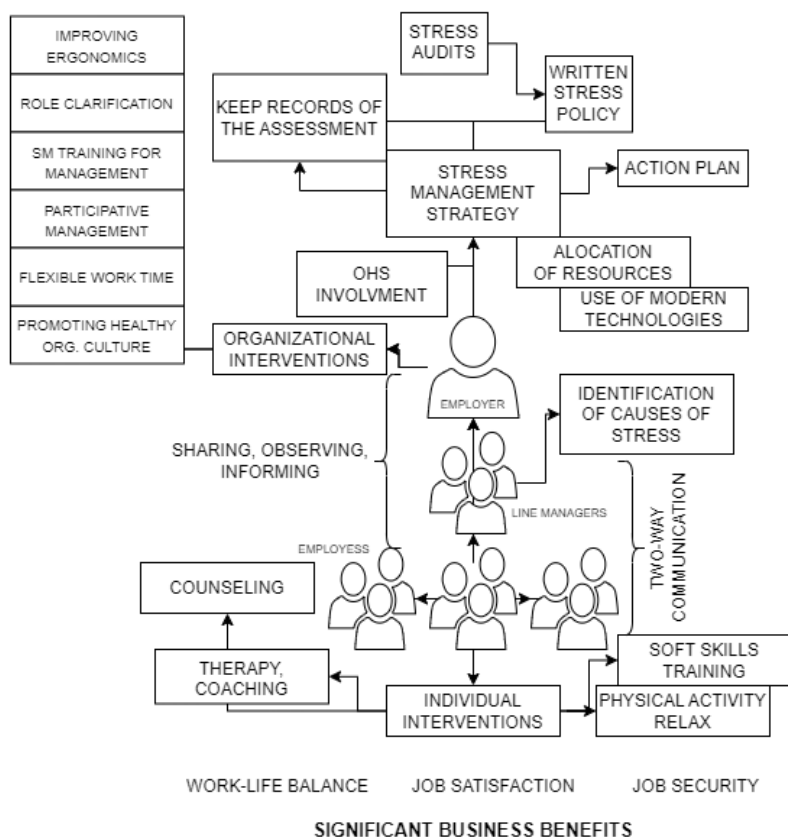 IMPROVING
ERGONOMICS
ROLE CLARIFICATION
SM TRAINING FOR
MANAGEMENT
PARTICIPATIVE
MANAGEMENT
FLEXIBLE WORK TIME
PROMOTING HEALTHY
ORG. CULTURE
STRESS
AUDITS
WRITTEN
STRESS
POLICY
KEEP RECORDS OF
THE ASSESSMENT
STRESS
MANAGEMENT
STRATEGY
ACTION PLAN
ALOCATION
OF RESOURCES
USE OF MODERN
TECHNOLOGIES
OHS
INVOLVMENT
ORGANIZATIONAL
INTERVENTIONS
EMPLOYER
IDENTIFICATION
OF CAUSES OF
STRESS
SHARING, OBSERVING,
INFORMING
LINE MANAGERS
TWO-WAY
COMMUNICATION
EMPLOYESS
COUNSELING
THERAPY,
COACHING
INDIVIDUAL
INTERVENTIONS
SOFT SKILLS
TRAINING
PHYSICAL ACTIVITY
RELAX
WORK-LIFE BALANCE
JOB SATISFACTION
JOB SECURITY
SIGNIFICANT BUSINESS BENEFITS